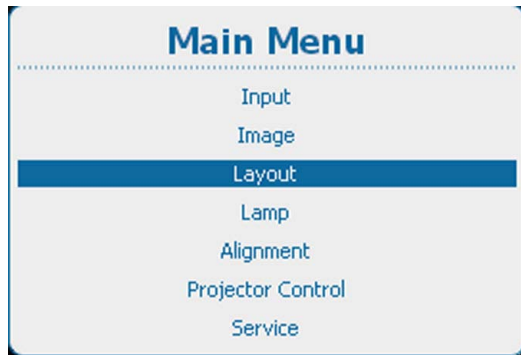 Main Menu
Input
Image
Layout
Lamp
Alignment
Projector Control
Service